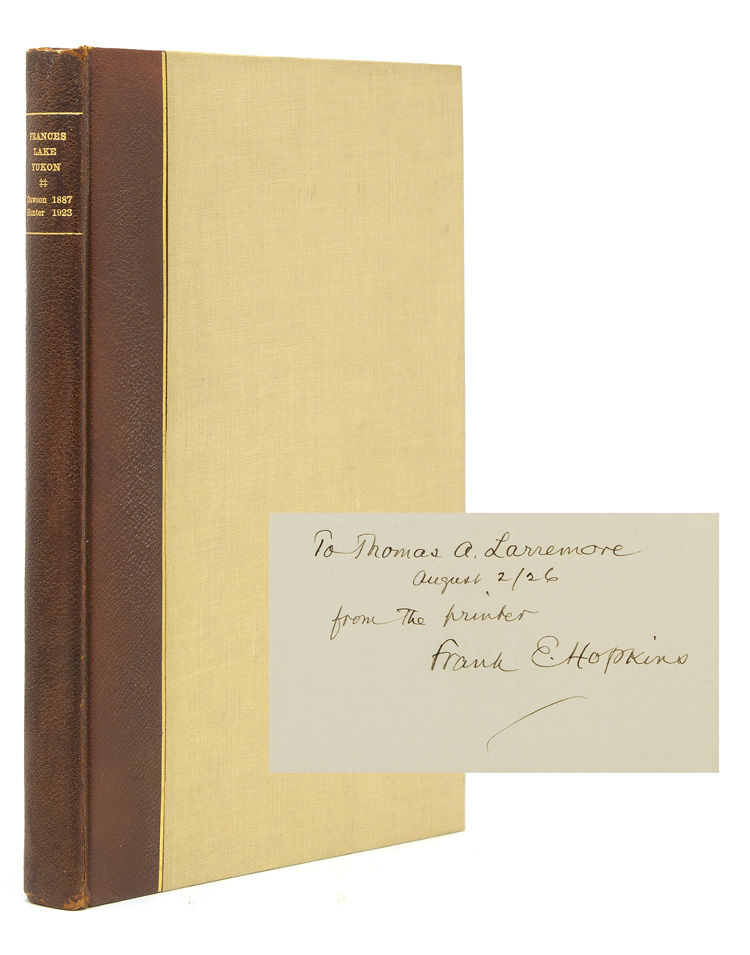 FRANCES
LAKE
YUKON
Dawson 1887
Hunter 1923
To Thomas A. Larremore
August 2/26
from the printer
Frank E. Hopkins